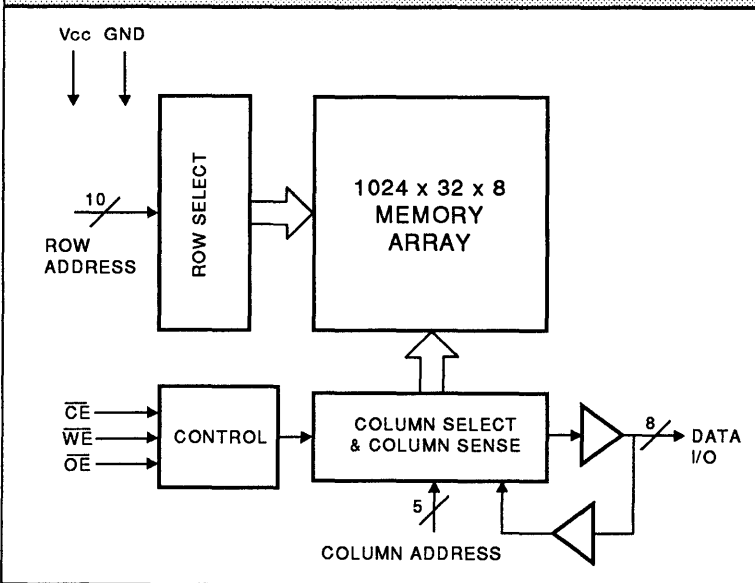 Vcc GND
10
ROW
ADDRESS
ROW SELECT
1024 x 32 x 8
MEMORY
ARRAY
CE
WE
OE
CONTROL
COLUMN SELECT
& COLUMN SENSE
8
DATA
I/O
5
COLUMN ADDRESS